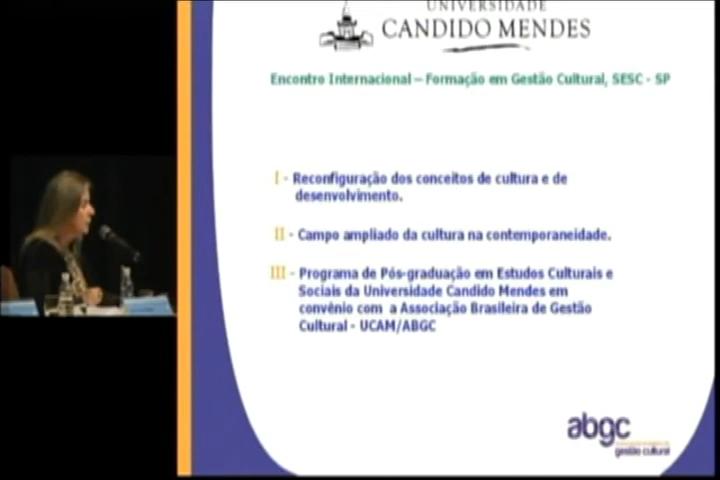 UNIVERSIDADE
CANDIDO MENDES
Encontro Internacional – Formação em Gestão Cultural, SESC - SP
I - Reconfiguração dos conceitos de cultura e de
desenvolvimento.
II - Campo ampliado da cultura na contemporaneidade.
III - Programa de Pós-graduação em Estudos Culturais e
Sociais da Universidade Candido Mendes em
convênio com a Associação Brasileira de Gestão
Cultural - UCAM/ABGC
abgc
gestão cultural